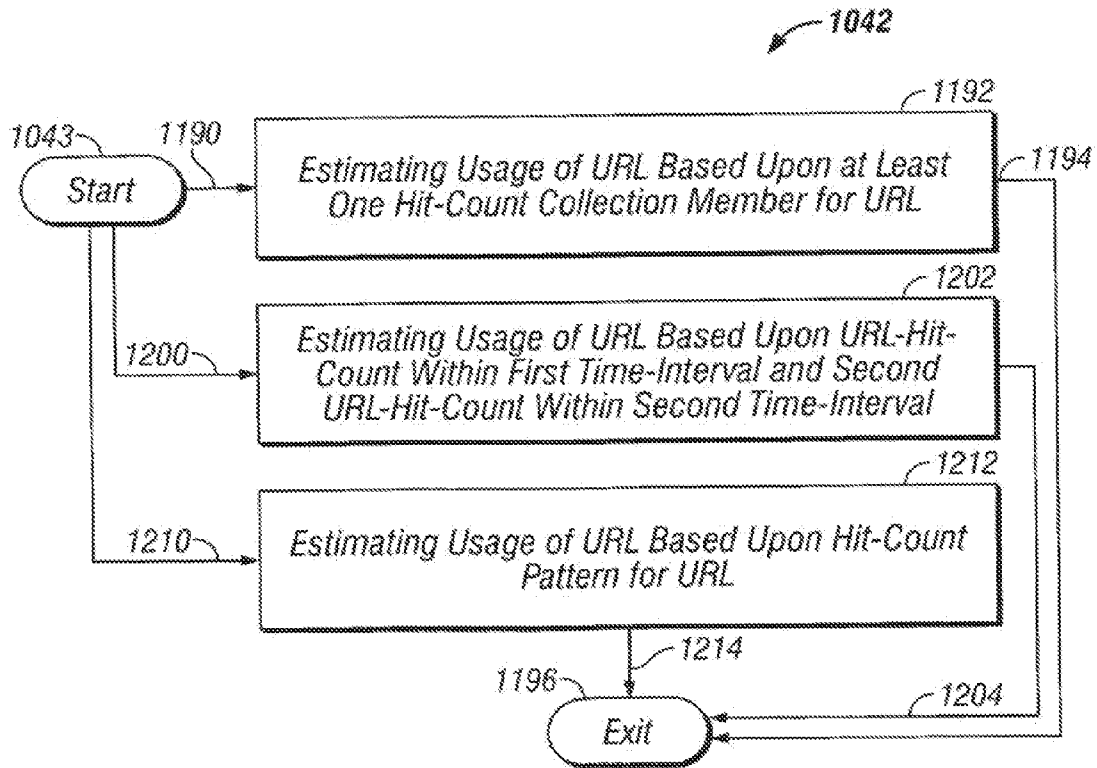 1042
1192
1043
1190
1194
Start
Estimating Usage of URL Based Upon at Least
One Hit-Count Collection Member for URL
1202
1200
Estimating Usage of URL Based Upon URL-Hit-
Count Within First Time-Interval and Second
URL-Hit-Count Within Second Time-Interval
1212
1210
Estimating Usage of URL Based Upon Hit-Count
Pattern for URL
1214
1196
1204
Exit